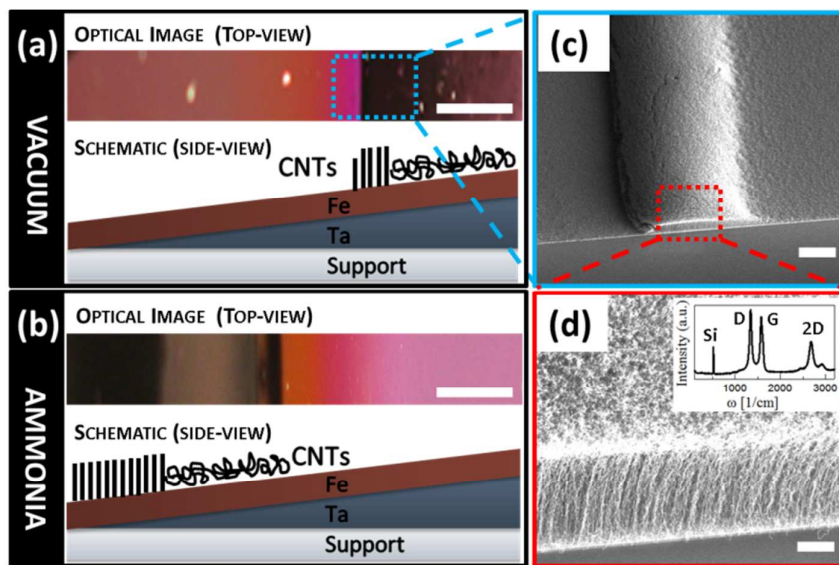 (a)
VACUUM
OPTICAL IMAGE (TOP-VIEW)
SCHEMATIC (SIDE-VIEW)
CNTs
Fe
Ta
Support
(b)
AMMONIA
OPTICAL IMAGE (TOP-VIEW)
SCHEMATIC (SIDE-VIEW)
CNTs
Fe
Ta
Support
(c)
(d)
Intensity (a.u.)
Si
D
G
2D
1000
2000
3000
ω [1/cm]